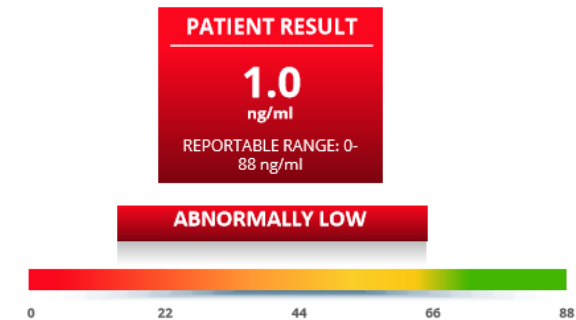 PATIENT RESULT
1.0
ng/ml
REPORTABLE RANGE: 0-
88 ng/ml
ABNORMALLY LOW
0 22 44 66 88